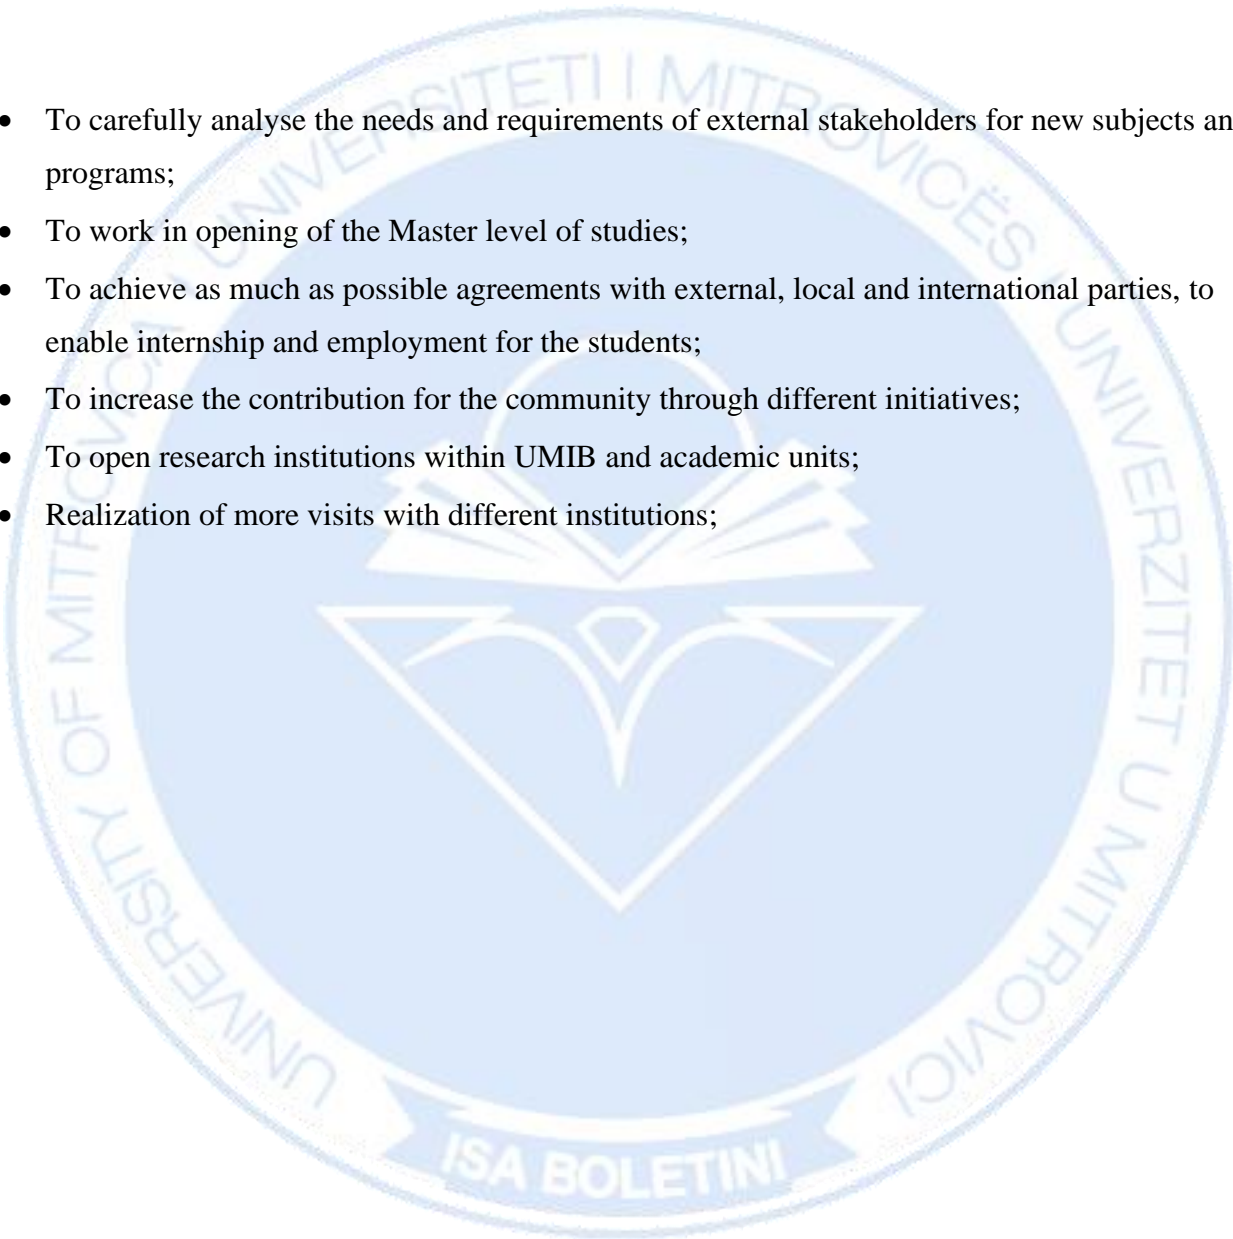 • To carefully analyse the needs and requirements of external stakeholders for new subjects an
programs;
• To work in opening of the Master level of studies;
• To achieve as much as possible agreements with external, local and international parties, to
enable internship and employment for the students;
• To increase the contribution for the community through different initiatives;
• To open research institutions within UMIB and academic units;
• Realization of more visits with different institutions;
UNIVERSITETI I MITROVICËS UNIVERZITET U MITROVICI
UNIVERSITY OF MITROVICA
ISA BOLETINI